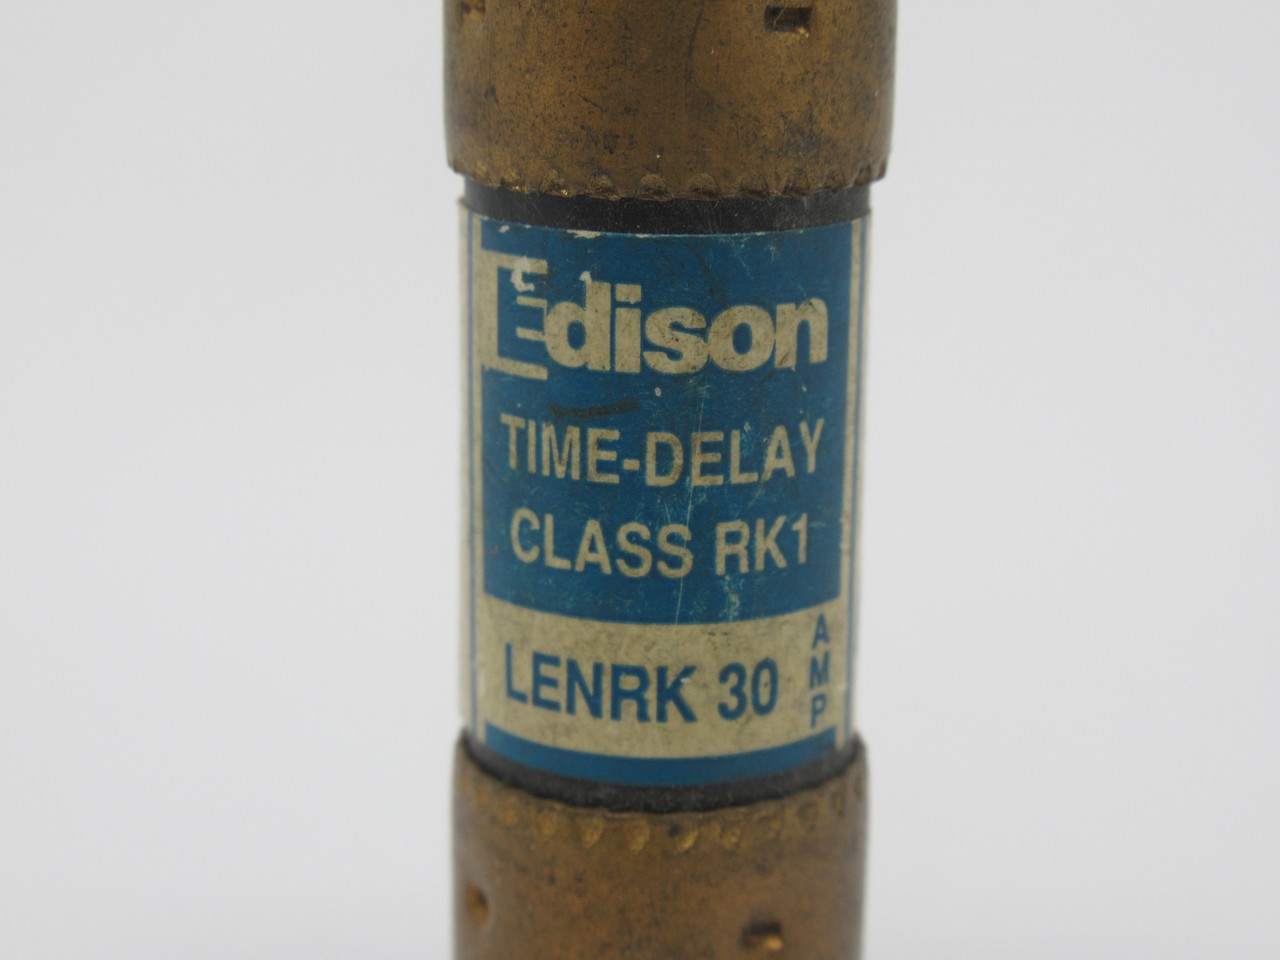 Edison
TIME-DELAY
CLASS RK1
LENRK 30 AMP